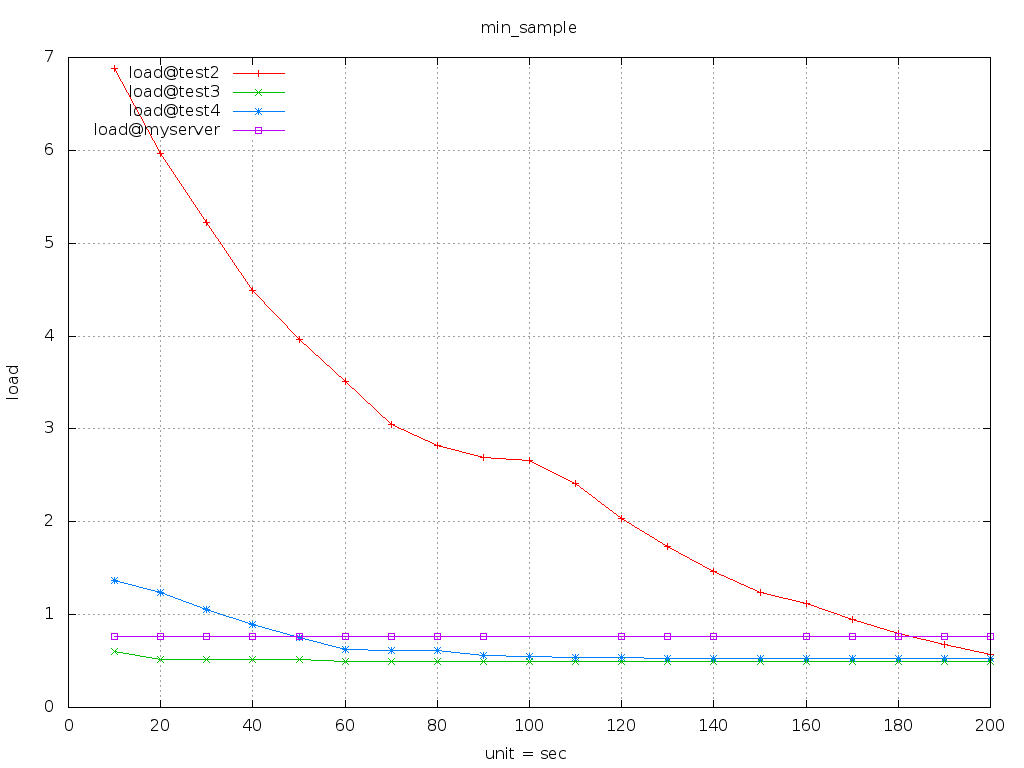 min_sample
load@test2
load@test3
load@test4
load@myserver
7
6
5
4
3
2
1
0
load
0 20 40 60 80 100 120 140 160 180 200
unit = sec